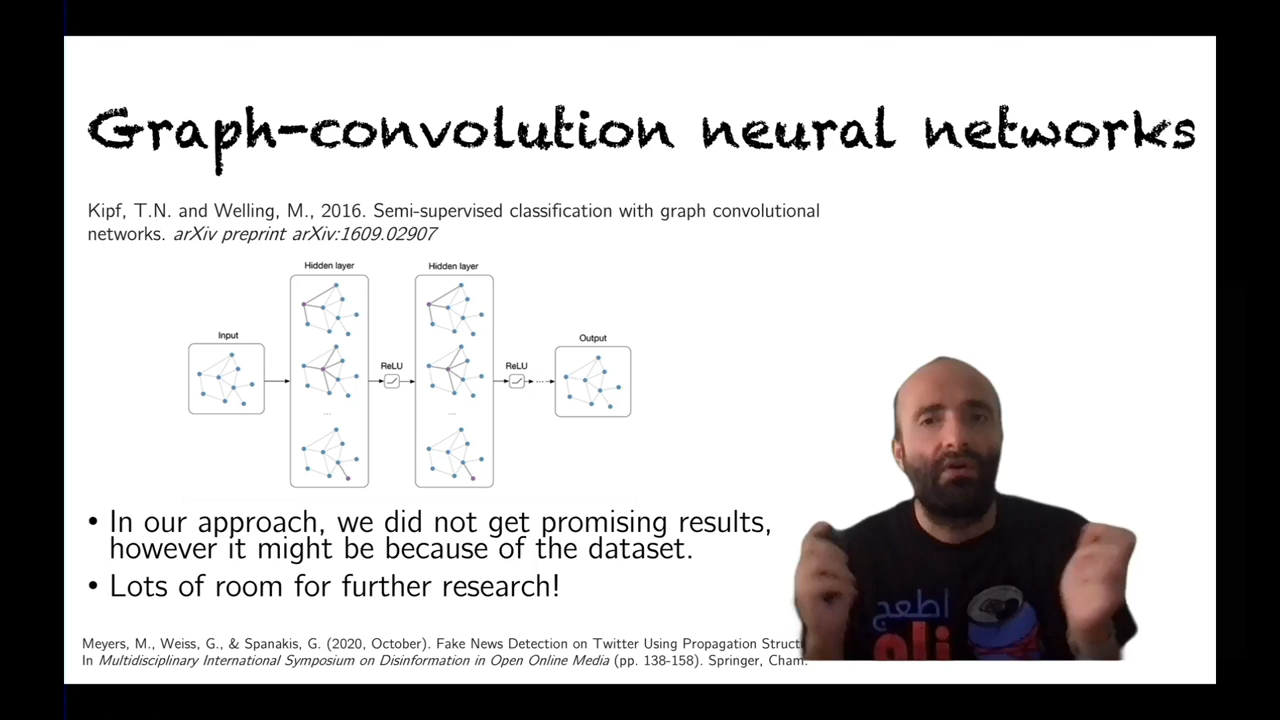 Graph-convolution neural networks
Kipf, T.N. and Welling, M., 2016. Semi-supervised classification with graph convolutional
networks. arXiv preprint arXiv:1609.02907
Hidden layer
Hidden layer
Input
Output
ReLU
ReLU
...
...
• In our approach, we did not get promising results,
however it might be because of the dataset.
• Lots of room for further research!
Meyers, M., Weiss, G., & Spanakis, G. (2020, October). Fake News Detection on Twitter Using Propagation
In Multidisciplinary International Symposium on Disinformation in Open Online Media (pp. 138-158). Springer, Cham.